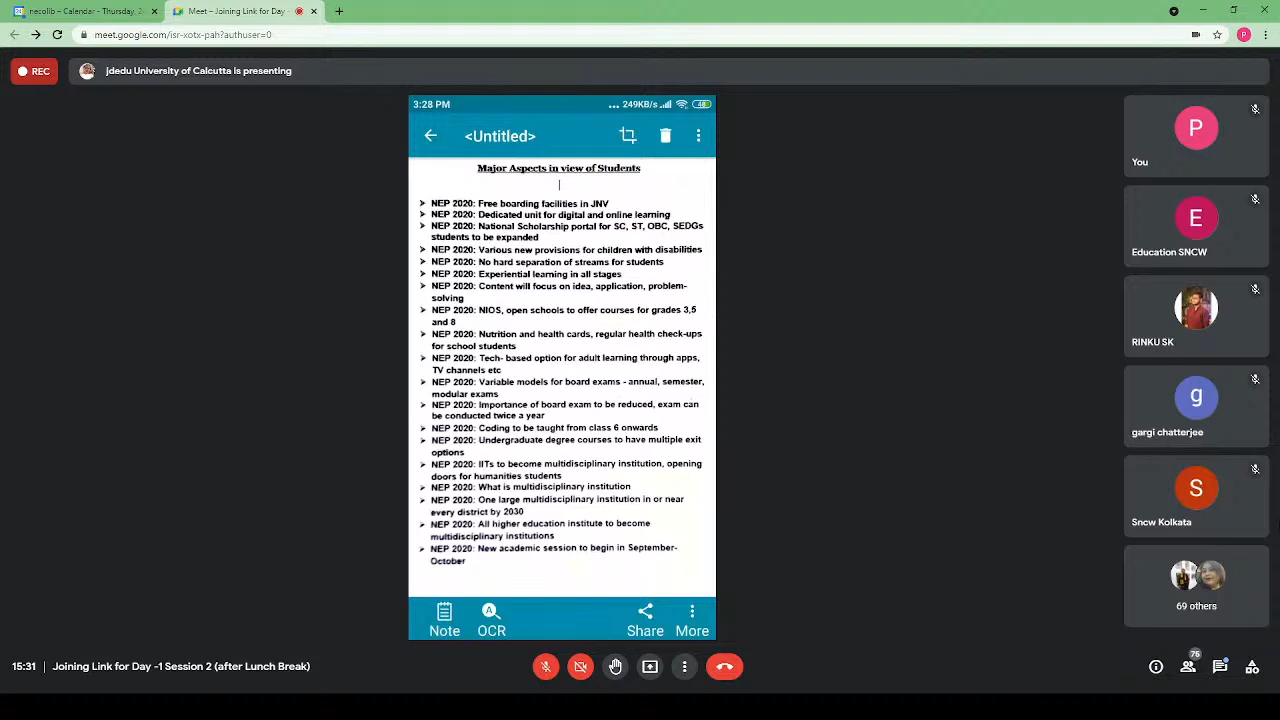 necolib – Calendar - Thursday, 2
Meet – Joining Link for Day -
meet.google.com/isr-xotx-pah?authuser=0
P
REC
jdedu University of Calcutta is presenting
3:28 PM
... 249KB/s
48
<Untitled>
Major Aspects in view of Students
NEP 2020: Free boarding facilities in JNV
NEP 2020: Dedicated unit for digital and online learning
NEP 2020: National Scholarship portal for SC, ST, OBC, SEDGs
students to be expanded
NEP 2020: Various new provisions for children with disabilities
NEP 2020: No hard separation of streams for students
NEP 2020: Experiential learning in all stages
NEP 2020: Content will focus on idea, application, problem-
solving
NEP 2020: NIOS, open schools to offer courses for grades 3,5
and 8
NEP 2020: Nutrition and health cards, regular health check-ups
for school students
NEP 2020: Tech- based option for adult learning through apps,
TV channels etc
NEP 2020: Variable models for board exams - annual, semester,
modular exams
NEP 2020: Importance of board exam to be reduced, exam can
be conducted twice a year
NEP 2020: Coding to be taught from class 6 onwards
NEP 2020: Undergraduate degree courses to have multiple exit
options
NEP 2020: IITs to become multidisciplinary institution, opening
doors for humanities students
NEP 2020: What is multidisciplinary institution
NEP 2020: One large multidisciplinary institution in or near
every district by 2030
NEP 2020: All higher education institute to become
multidisciplinary institutions
NEP 2020: New academic session to begin in September-
October
Note
A
OCR
Share
More
P
You
E
Education SNCW
RINKU SK
g
gargi chatterjee
S
Snow Kolkata
69 others
15:31 | Joining Link for Day -1 Session 2 (after Lunch Break)
75